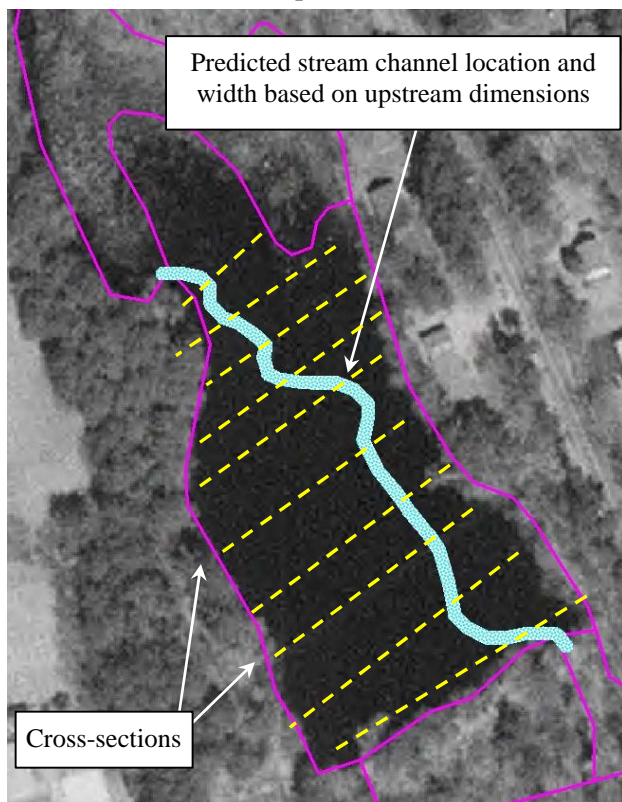 Predicted stream channel location and
width based on upstream dimensions
Cross-sections